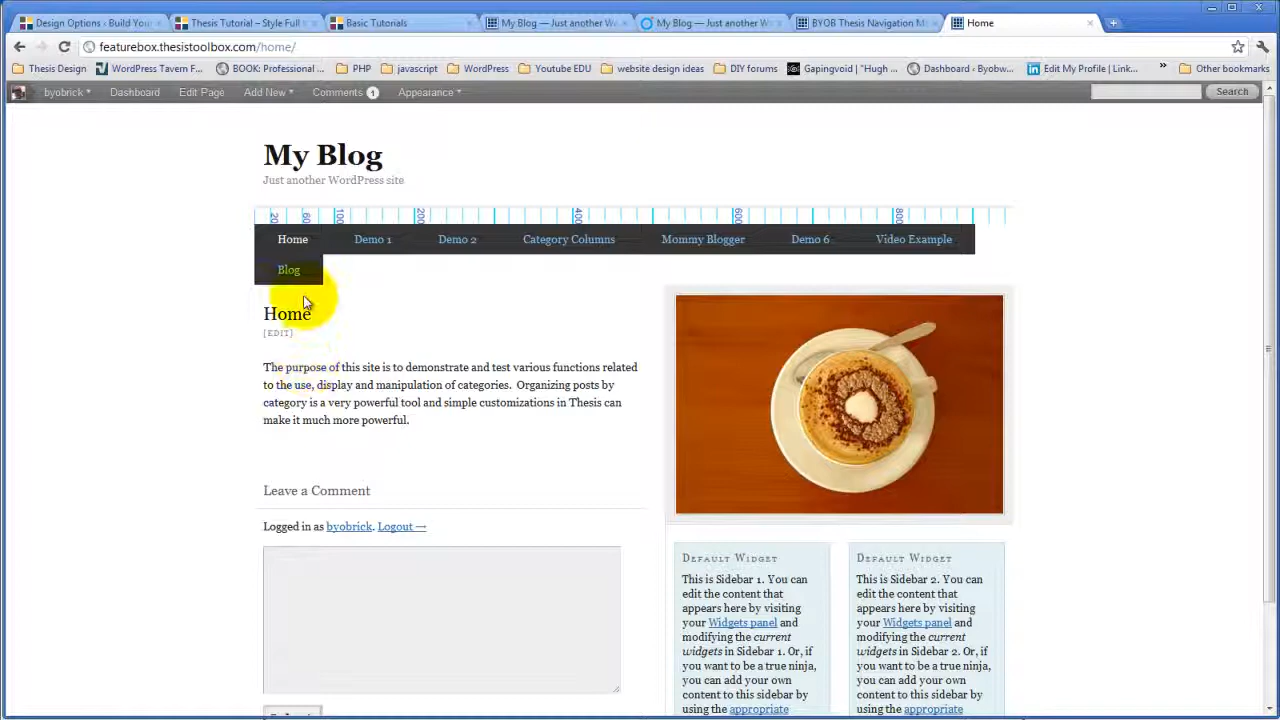 Design Options - Build Your
Thesis Tutorial – Style Full
Basic Tutorials
My Blog — Just another Wo
My Blog — Just another Wo
BYOB Thesis Navigation M
Home
featurebox.thesistoolbox.com/home/
Thesis Design
WordPress Tavern F...
BOOK: Professional ...
PHP
javascript
WordPress
Youtube EDU
website design ideas
DIY forums
Gapingvoid | "Hugh ...
Dashboard ‹ Byobw...
Edit My Profile | Link...
»
Other bookmarks
byobrick
Dashboard
Edit Page
Add New
Comments 1
Appearance
Search
My Blog
Just another WordPress site
20 60 100 200 400 600 800
Home
Demo 1
Demo 2
Category Columns
Mommy Blogger
Demo 6
Video Example
Blog
Home
[EDIT]
The purpose of this site is to demonstrate and test various functions related
to the use, display and manipulation of categories. Organizing posts by
category is a very powerful tool and simple customizations in Thesis can
make it much more powerful.
Leave a Comment
Logged in as byobrick. Logout →
Default Widget
This is Sidebar 1. You can
edit the content that
appears here by visiting
your Widgets panel and
modifying the current
widgets in Sidebar 1. Or, if
you want to be a true ninja,
you can add your own
content to this sidebar by
using the appropriate
Default Widget
This is Sidebar 2. You can
edit the content that
appears here by visiting
your Widgets panel and
modifying the current
widgets in Sidebar 2. Or, if
you want to be a true ninja,
you can add your own
content to this sidebar by
using the appropriate